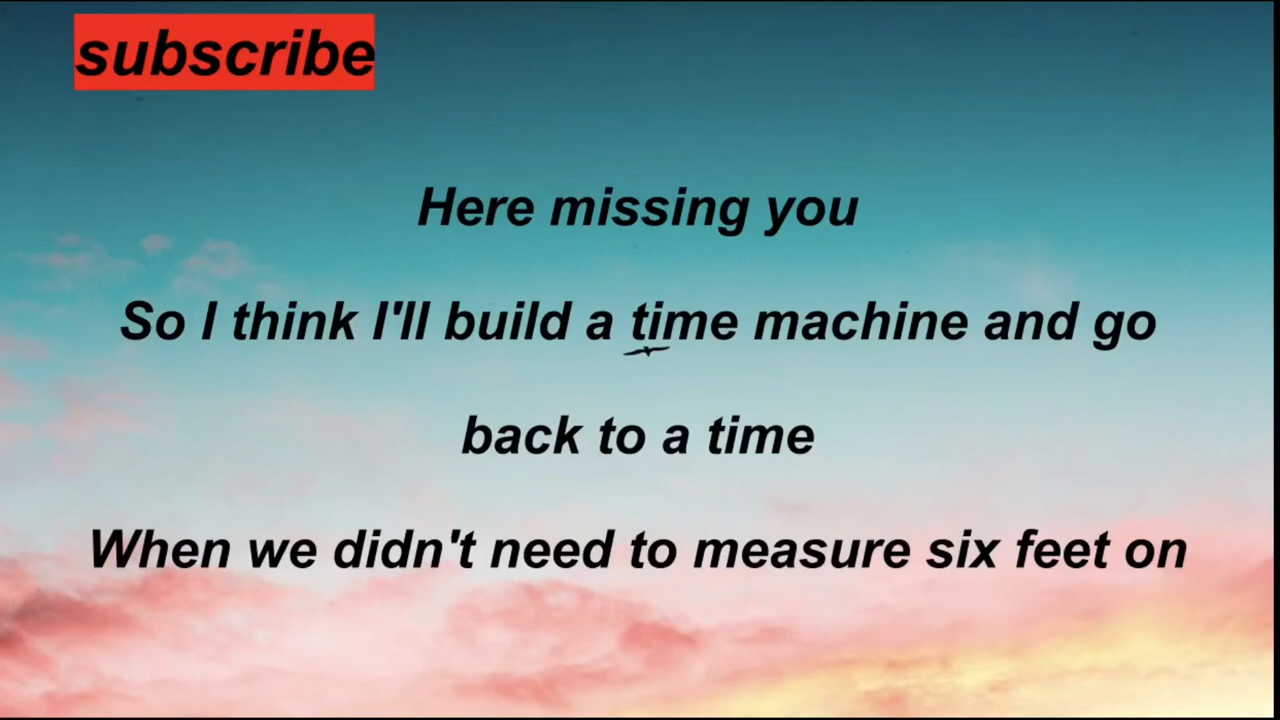 subscribe
Here missing you
So I think I'll build a time machine and go
back to a time
When we didn't need to measure six feet on